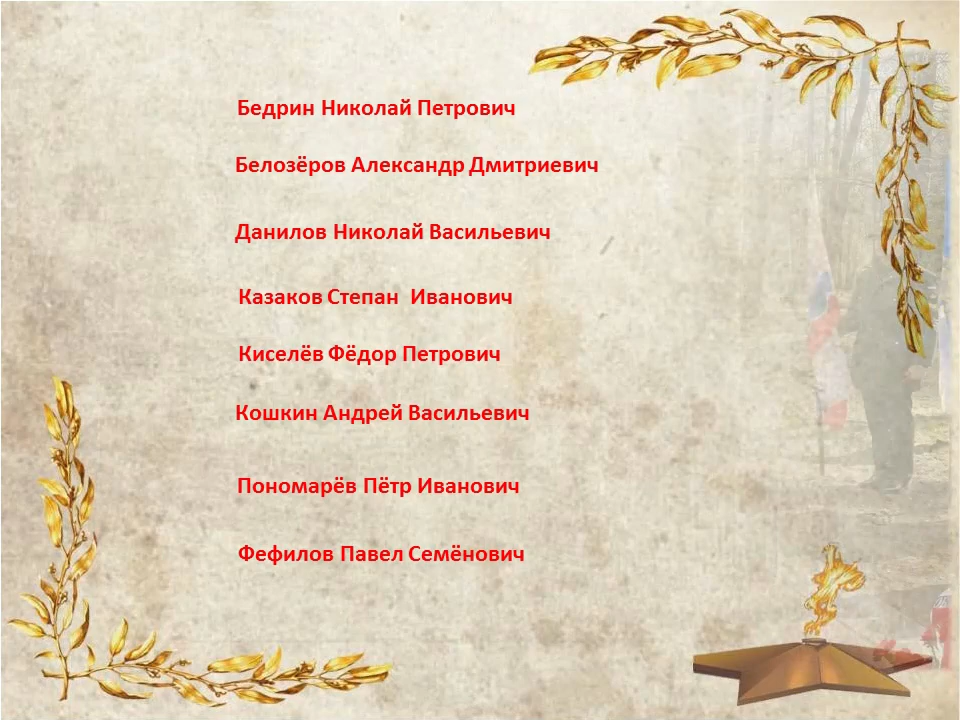 Бедрин Николай Петрович
Белозёров Александр Дмитриевич
Данилов Николай Васильевич
Казаков Степан  Иванович
Киселёв Фёдор Петрович
Кошкин Андрей Васильевич
Пономарёв Пётр Иванович
Фефилов Павел Семёнович